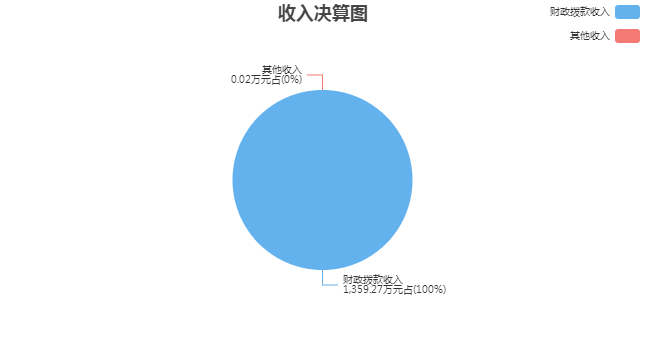 收入决算图
财政拨款收入
其他收入
其他收入
0.02万元占(0%)
财政拨款收入
1,359.27万元占(100%)